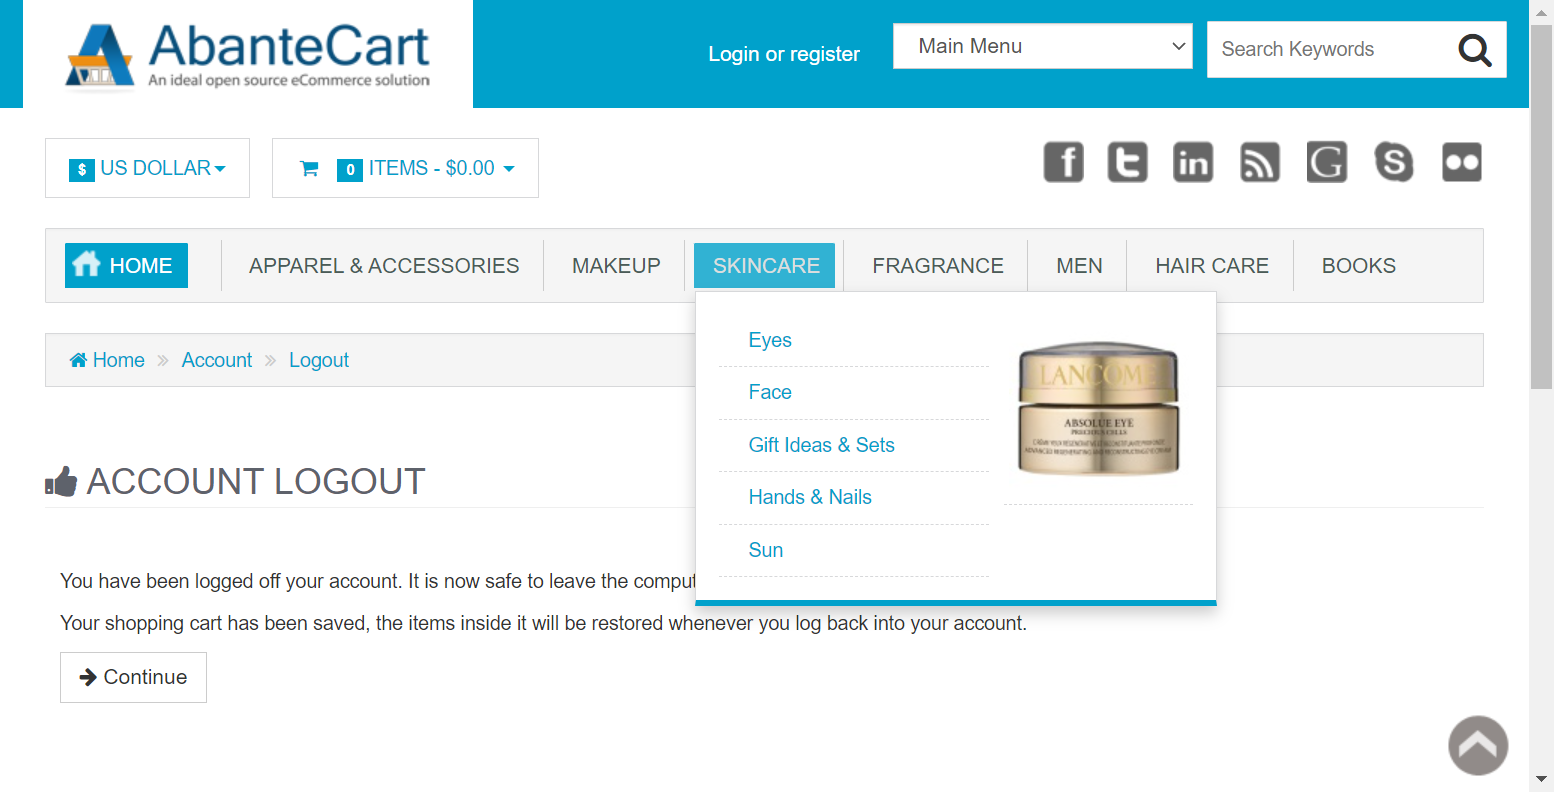 AbanteCart
An ideal open source eCommerce solution
Login or register
Main Menu
Search Keywords
$ US DOLLAR
0 ITEMS - $0.00
HOME
APPAREL & ACCESSORIES
MAKEUP
SKINCARE
FRAGRANCE
MEN
HAIR CARE
BOOKS
Home » Account » Logout
Eyes
Face
Gift Ideas & Sets
Hands & Nails
Sun
LANCOME
ABSOLUE EYE
PRECIOUS CELLS
ACCOUNT LOGOUT
You have been logged off your account. It is now safe to leave the
Your shopping cart has been saved, the items inside it will be restored whenever you log back into your account.
Continue